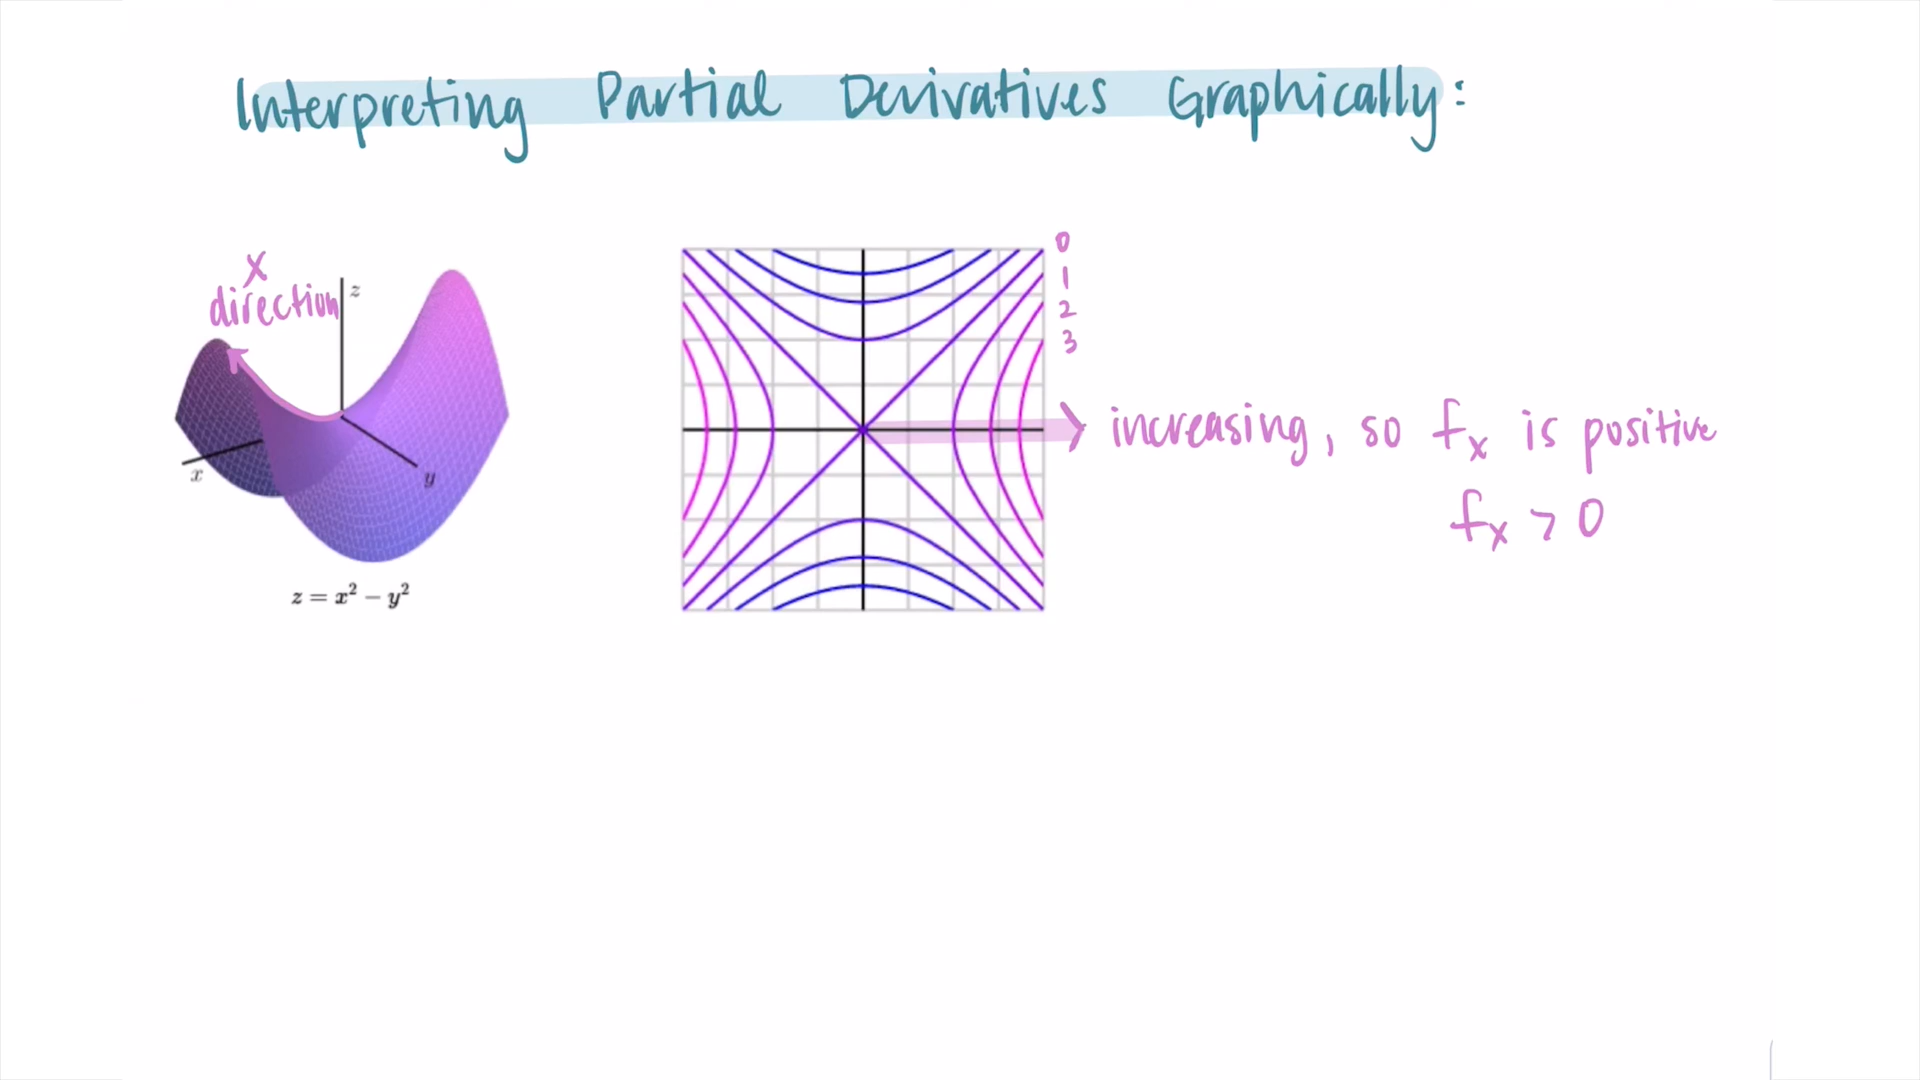 Interpreting Partial Derivatives Graphically:
x
direction
z
x
y
z = x² − y²
0
1
2
3
increasing, so fₓ is positive
fₓ > 0